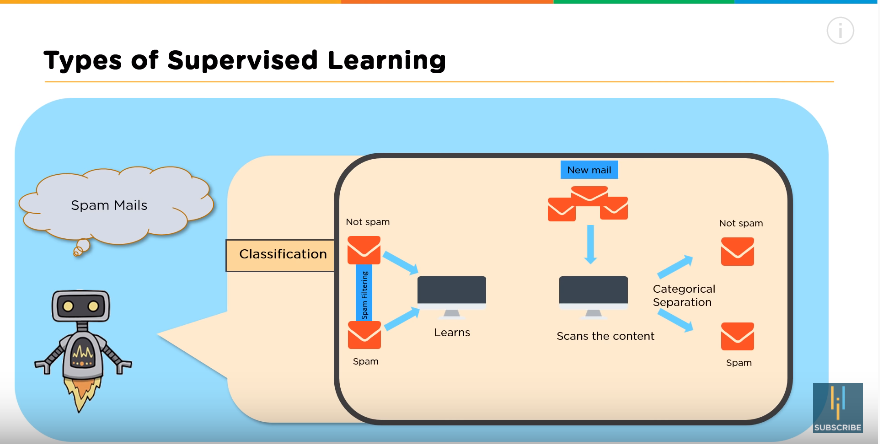 Types of Supervised Learning
Spam Mails
Classification
Not spam
Spam Filtering
Spam
Learns
New mail
Scans the content
Categorical
Separation
Not spam
Spam
SUBSCRIBE